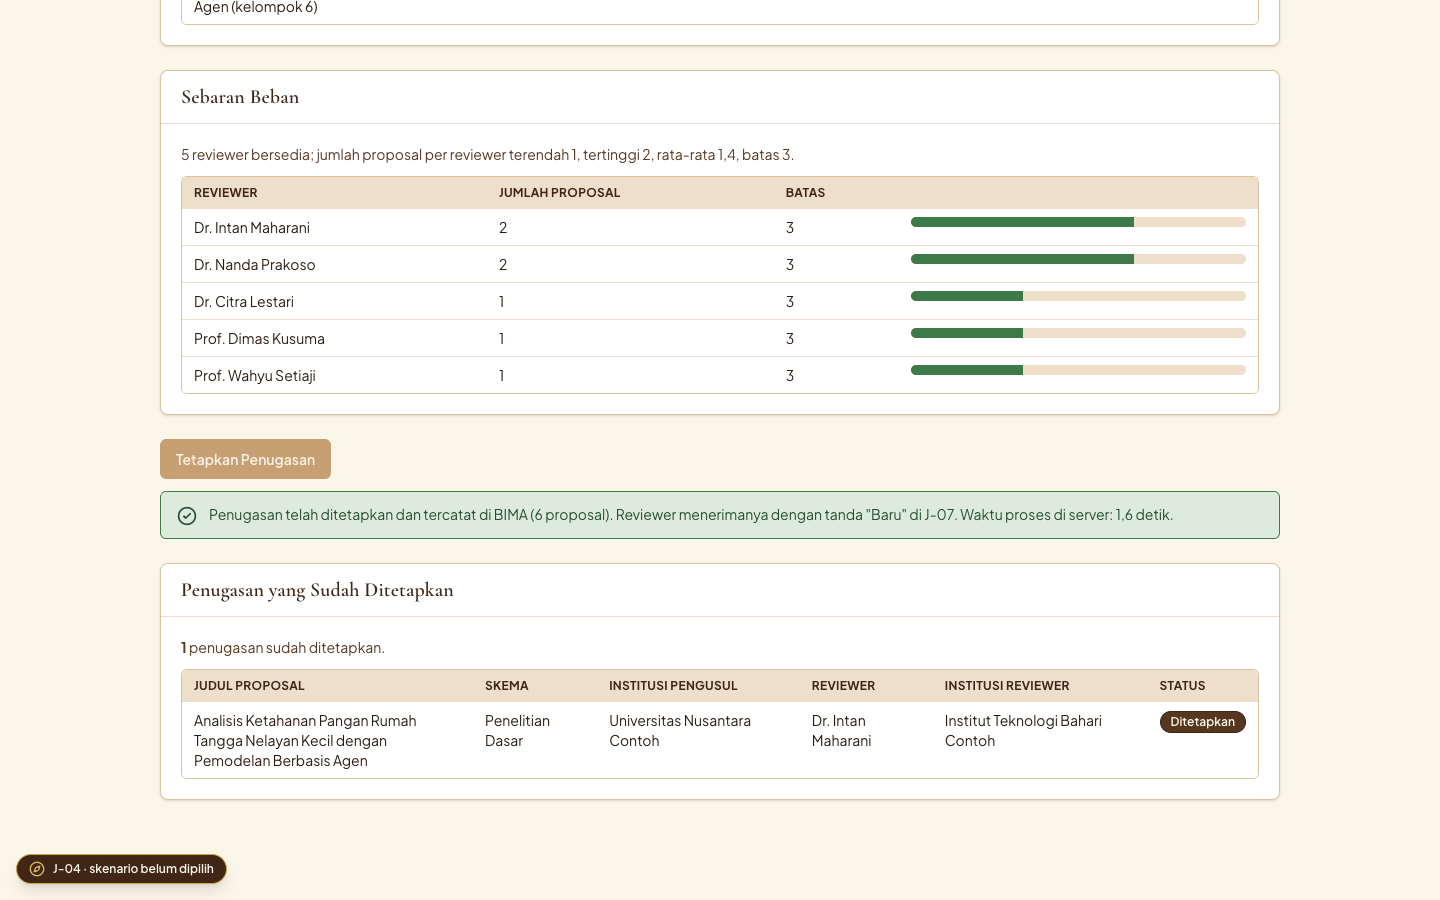 Agen (kelompok 6)
Sebaran Beban
5 reviewer bersedia; jumlah proposal per reviewer terendah 1, tertinggi 2, rata-rata 1,4, batas 3.
REVIEWER JUMLAH PROPOSAL BATAS
Dr. Intan Maharani 2 3
Dr. Nanda Prakoso 2 3
Dr. Citra Lestari 1 3
Prof. Dimas Kusuma 1 3
Prof. Wahyu Setiaji 1 3
Tetapkan Penugasan
Penugasan telah ditetapkan dan tercatat di BIMA (6 proposal). Reviewer menerimanya dengan tanda "Baru" di J-07. Waktu proses di server: 1,6 detik.
Penugasan yang Sudah Ditetapkan
1 penugasan sudah ditetapkan.
JUDUL PROPOSAL SKEMA INSTITUSI PENGUSUL REVIEWER INSTITUSI REVIEWER STATUS
Analisis Ketahanan Pangan Rumah Penelitian Universitas Nusantara Dr. Intan Institut Teknologi Bahari Ditetapkan
Tangga Nelayan Kecil dengan Dasar Contoh Maharani Contoh
Pemodelan Berbasis Agen
J-04 · skenario belum dipilih